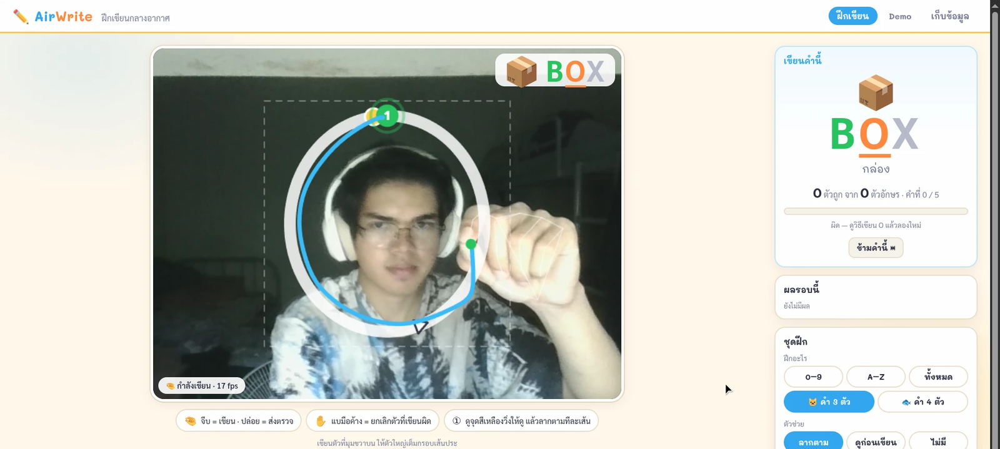 AirWrite ฝึกเขียนกลางอากาศ
ฝึกเขียน Demo เก็บข้อมูล
BOX
1
กำลังเขียน · 17 fps
จีบ = เขียน · ปล่อย = ส่งตรวจ
แบมือค้าง = ยกเลิกตัวที่เขียนผิด
① ดูจุดสีเหลืองวิ่งให้ดู แล้วลากตามทีละเส้น
เขียนตัวที่มุมขวาบน ให้ตัวใหญ่เต็มกรอบเส้นประ
เขียนคำนี้
BOX
กล่อง
0 ตัวถูก จาก 0 ตัวอักษร · คำที่ 0 / 5
ผิด — ดูวิธีเขียน O แล้วลองใหม่
ข้ามคำนี้ ⏭
ผลรอบนี้
ยังไม่มีผล
ชุดฝึก
ฝึกอะไร
0–9 A–Z ทั้งหมด
คำ 3 ตัว คำ 4 ตัว
ตัวช่วย
ลากตาม ดูก่อนเขียน ไม่มี